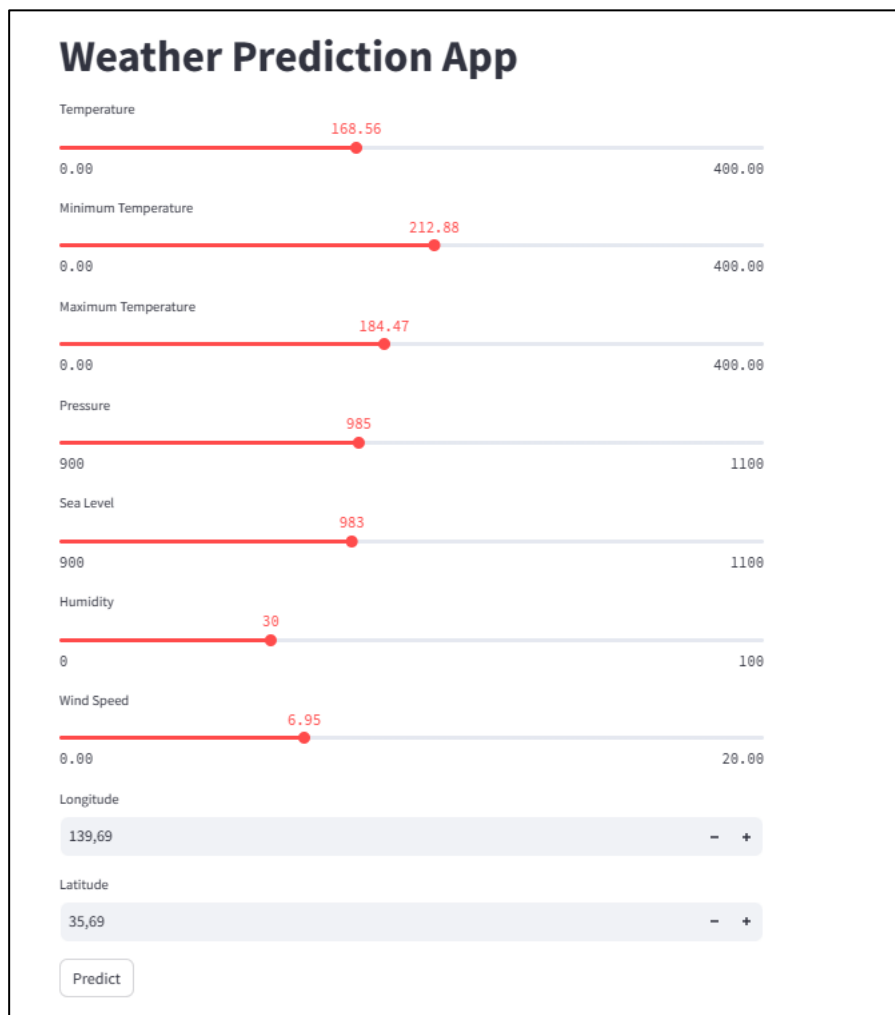 Weather Prediction App
Temperature
168.56
0.00 400.00
Minimum Temperature
212.88
0.00 400.00
Maximum Temperature
184.47
0.00 400.00
Pressure
985
900 1100
Sea Level
983
900 1100
Humidity
30
0 100
Wind Speed
6.95
0.00 20.00
Longitude
139,69 − +
Latitude
35,69 − +
Predict